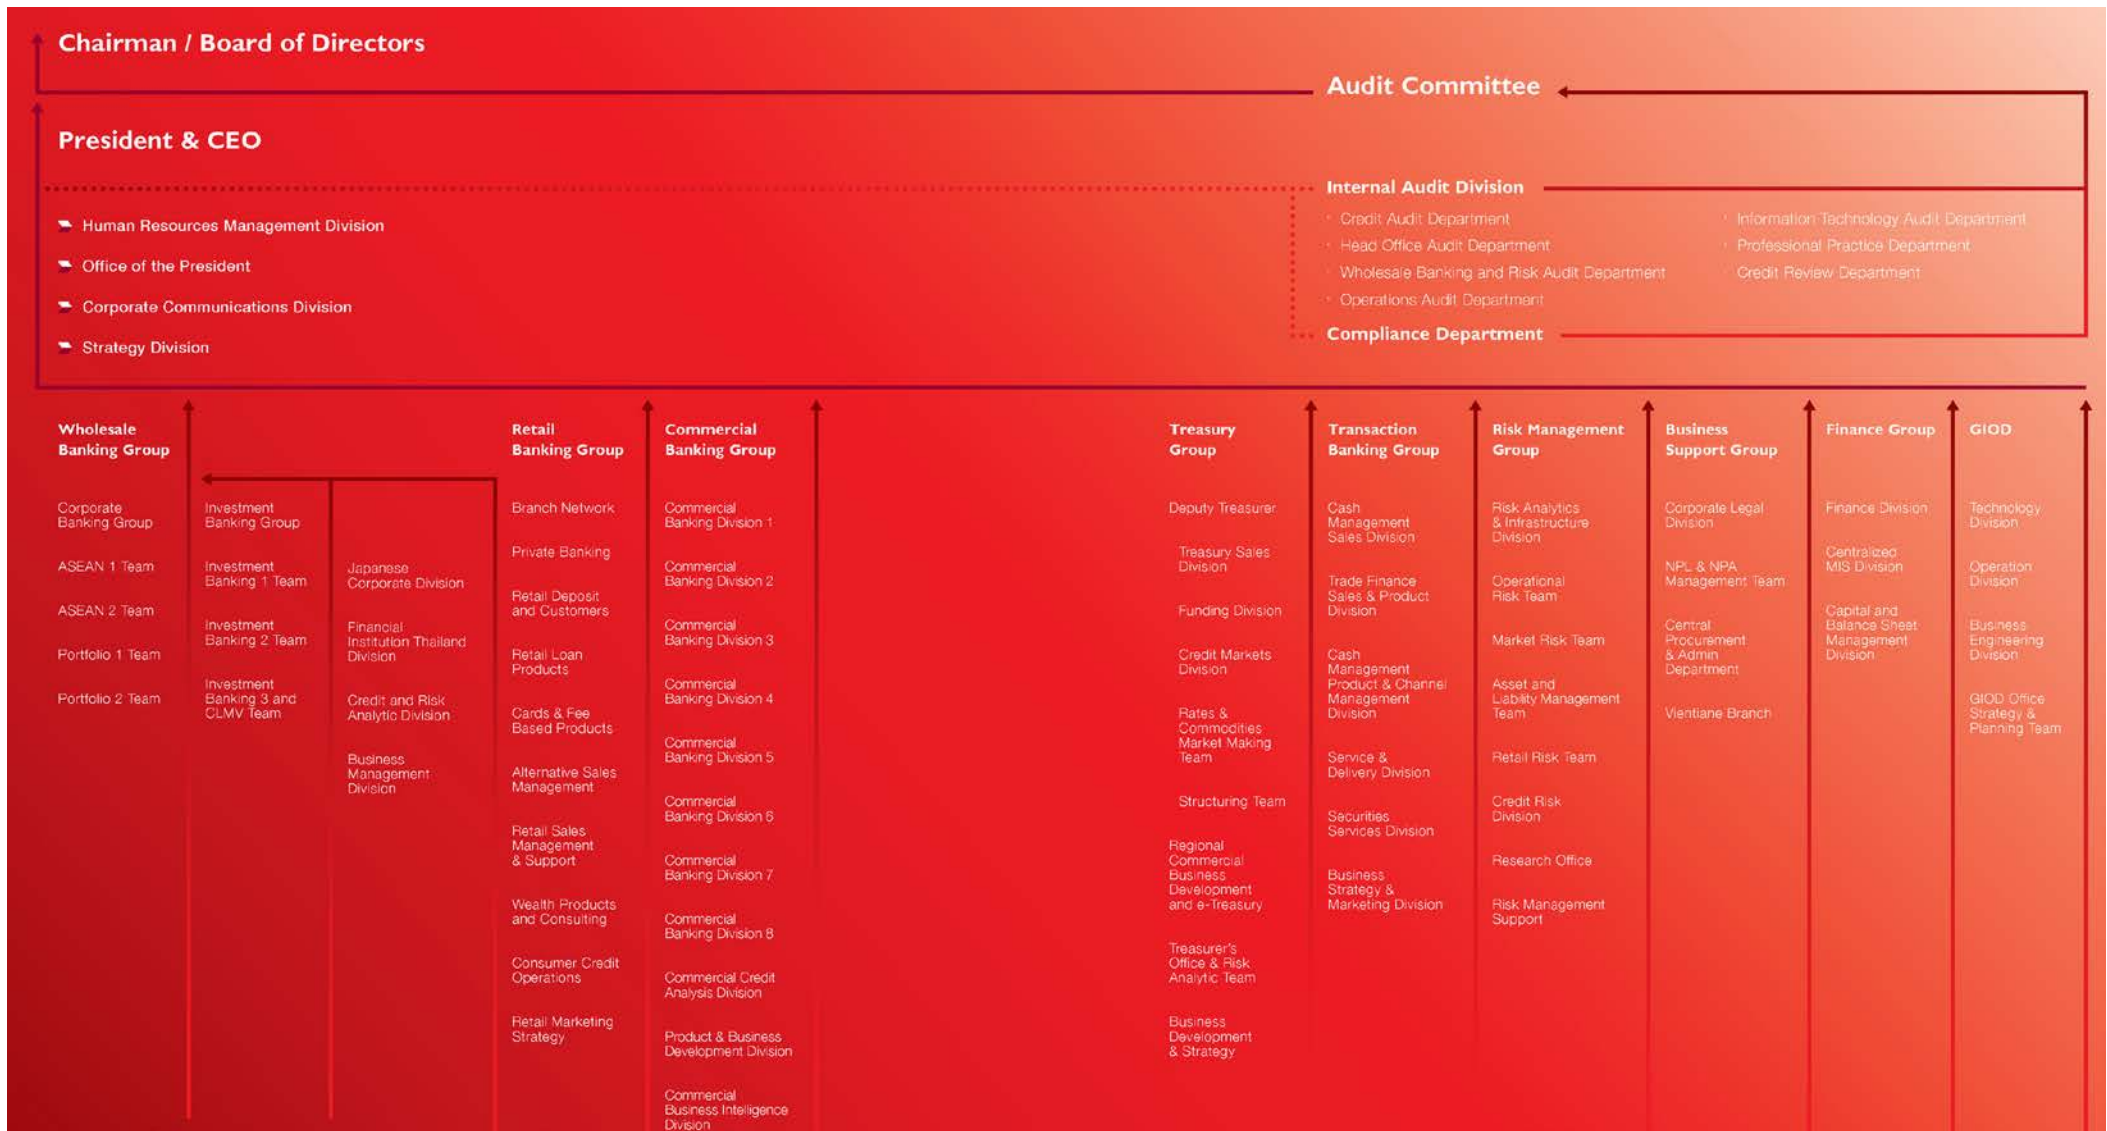 Chairman / Board of Directors
Audit Committee
President & CEO
Human Resources Management Division
Office of the President
Corporate Communications Division
Strategy Division
Internal Audit Division
Credit Audit Department
Head Office Audit Department
Wholesale Banking and Risk Audit Department
Operations Audit Department
Information Technology Audit Department
Professional Practice Department
Credit Review Department
Compliance Department
Wholesale
Banking Group
Corporate
Banking Group
ASEAN 1 Team
ASEAN 2 Team
Portfolio 1 Team
Portfolio 2 Team
Investment
Banking Group
Investment
Banking 1 Team
Investment
Banking 2 Team
Investment
Banking 3 and
CLMV Team
Japanese
Corporate Division
Financial
Institution Thailand
Division
Credit and Risk
Analytic Division
Business
Management
Division
Retail
Banking Group
Branch Network
Private Banking
Retail Deposit
and Customers
Retail Loan
Products
Cards & Fee
Based Products
Alternative Sales
Management
Retail Sales
Management
& Support
Wealth Products
and Consulting
Consumer Credit
Operations
Retail Marketing
Strategy
Commercial
Banking Group
Commercial
Banking Division 1
Commercial
Banking Division 2
Commercial
Banking Division 3
Commercial
Banking Division 4
Commercial
Banking Division 5
Commercial
Banking Division 6
Commercial
Banking Division 7
Commercial
Banking Division 8
Commercial Credit
Analysis Division
Product & Business
Development Division
Commercial
Business Intelligence
Division
Treasury
Group
Deputy Treasurer
Treasury Sales
Division
Funding Division
Credit Markets
Division
Rates &
Commodities
Market Making
Team
Structuring Team
Regional
Commercial
Business
Development
and e-Treasury
Treasurer's
Office & Risk
Analytic Team
Business
Development
& Strategy
Transaction
Banking Group
Cash
Management
Sales Division
Trade Finance
Sales & Product
Division
Cash
Management
Product & Channel
Management
Division
Service &
Delivery Division
Securities
Services Division
Business
Strategy &
Marketing Division
Risk Management
Group
Risk Analytics
& Infrastructure
Division
Operational
Risk Team
Market Risk Team
Asset and
Liability Management
Team
Retail Risk Team
Credit Risk
Division
Research Office
Risk Management
Support
Business
Support Group
Corporate Legal
Division
NPL & NPA
Management Team
Central
Procurement
& Admin
Department
Vientiane Branch
Finance Group
Finance Division
Centralized
MIS Division
Capital and
Balance Sheet
Management
Division
GIOD
Technology
Division
Operation
Division
Business
Engineering
Division
GIOD Office
Strategy &
Planning Team